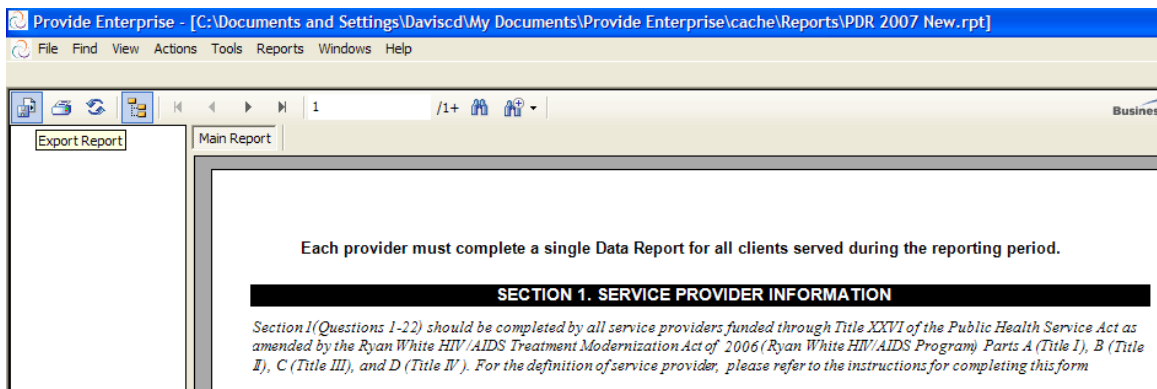 Provide Enterprise - [C:\Documents and Settings\Daviscd\My Documents\Provide Enterprise\cache\Reports\PDR 2007 New.rpt]
File Find View Actions Tools Reports Windows Help
1 /1+ Busines
Export Report Main Report
Each provider must complete a single Data Report for all clients served during the reporting period.
SECTION 1. SERVICE PROVIDER INFORMATION
Section1(Questions 1-22) should be completed by all service providers funded through Title XXVI of the Public Health Service Act as
amended by the Ryan White HIV/AIDS Treatment Modernization Act of 2006 (Ryan White HIV/AIDS Program) Parts A (Title I), B (Title
II), C (Title III), and D (Title IV). For the definition of service provider, please refer to the instructions for completing this form